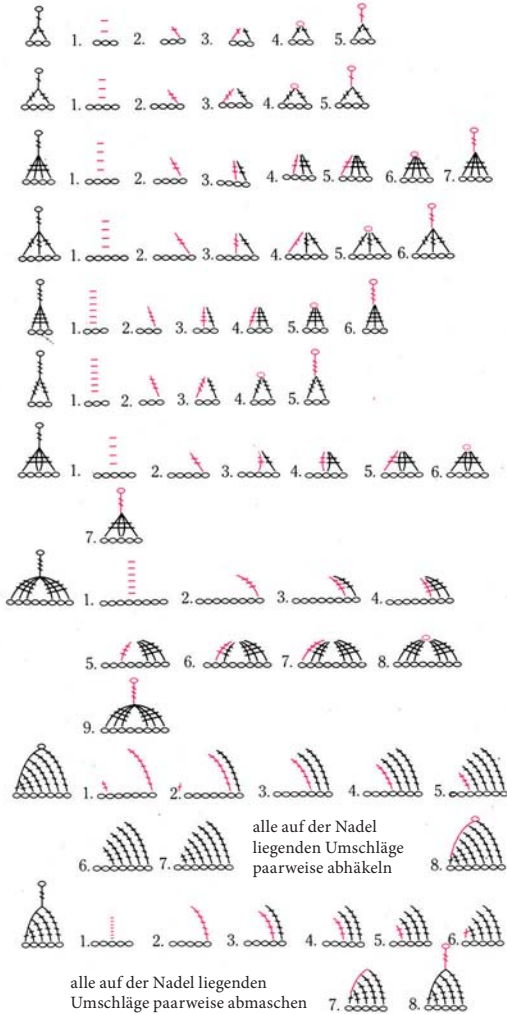 1. 2. 3. 4. 5.
1. 2. 3. 4. 5.
1. 2. 3. 4. 5. 6. 7.
1. 2. 3. 4. 5. 6.
1. 2. 3. 4. 5. 6.
1. 2. 3. 4. 5.
1. 2. 3. 4. 5. 6.
7.
1. 2. 3. 4.
5. 6. 7. 8.
9.
1. 2. 3. 4. 5.
6. 7. alle auf der Nadel
liegenden Umschläge
paarweise abhäkeln 8.
1. 2. 3. 4. 5. 6.
alle auf der Nadel liegenden
Umschläge paarweise abmaschen 7. 8.